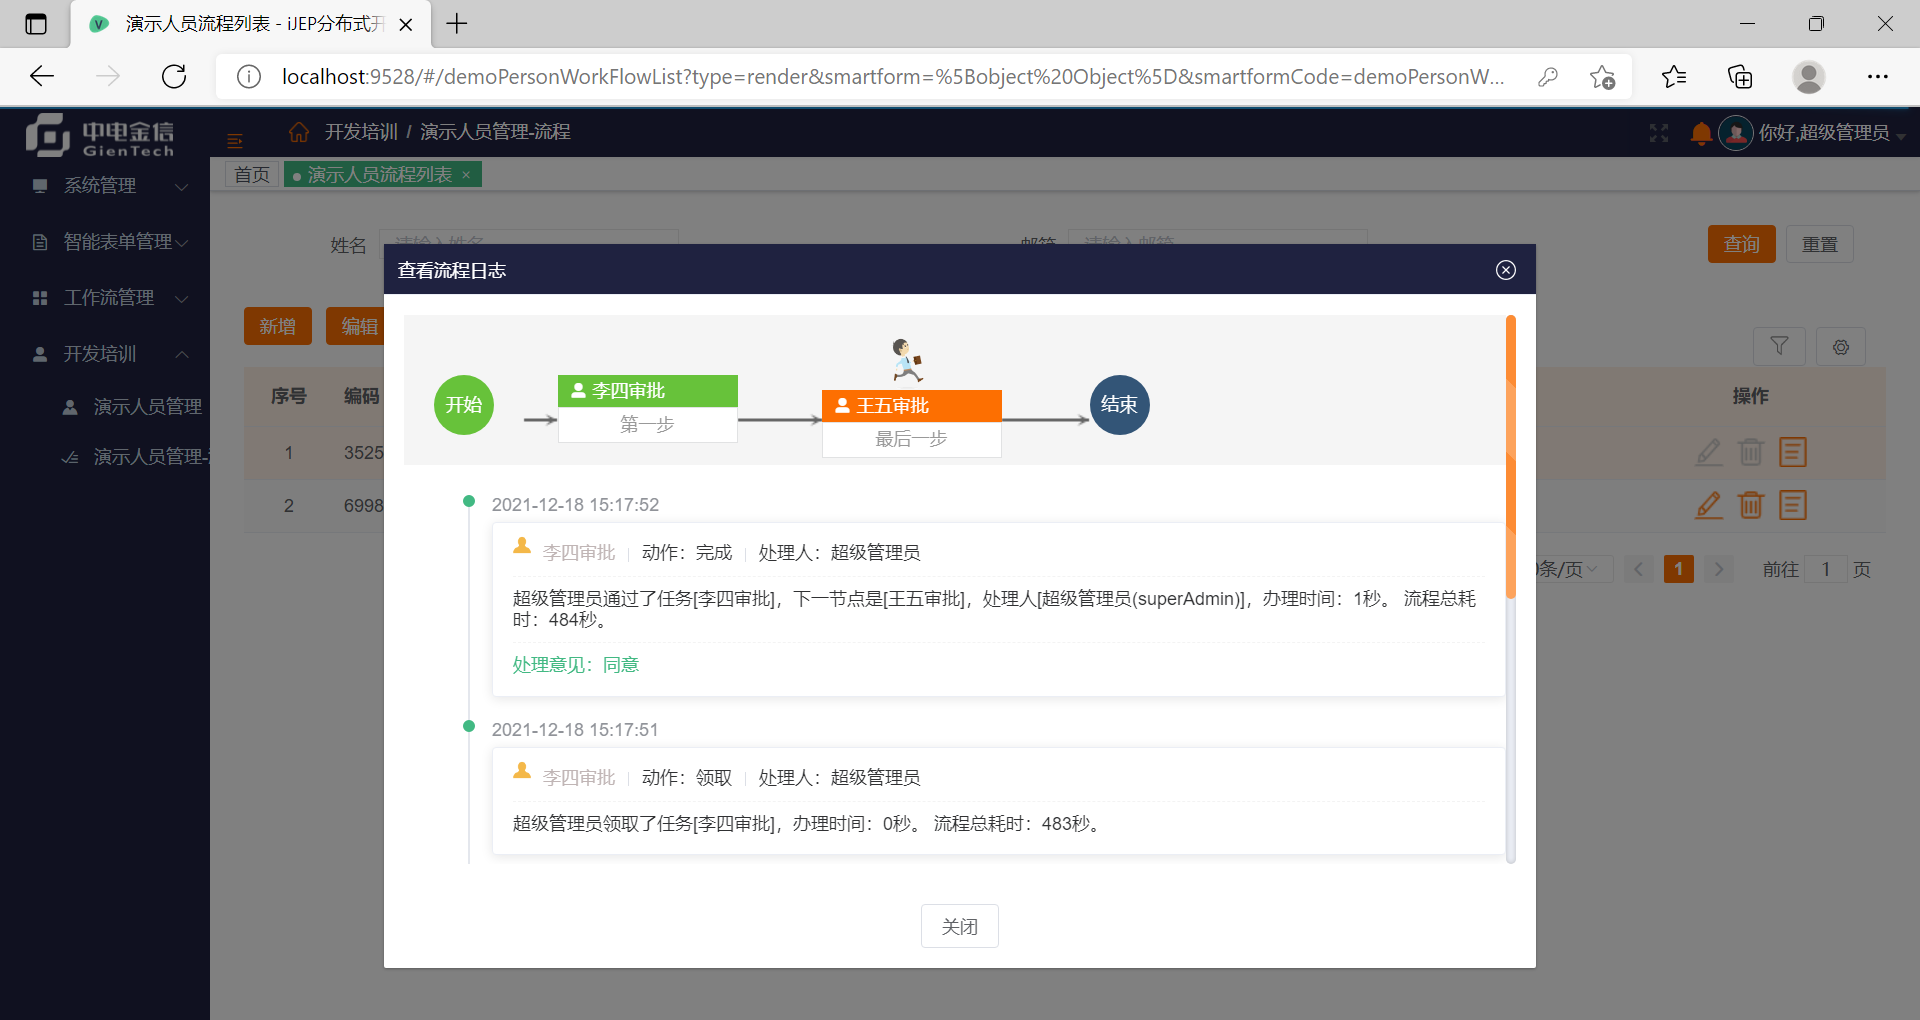 演示人员流程列表 - iJEP分布式开
localhost:9528/#/demoPersonWorkFlowList?type=render&smartform=%5Bobject%20Object%5D&smartformCode=demoPersonW...
中电金信
GienTech
开发培训 / 演示人员管理-流程
你好,超级管理员
首页
演示人员流程列表 ×
系统管理
智能表单管理
工作流管理
开发培训
演示人员管理
演示人员管理-
姓名
请输入姓名
邮箱
请输入邮箱
查询
重置
新增
编辑
序号
编码
操作
1
3525
2
6998
条/页
1
前往
1
页
查看流程日志
开始
李四审批
第一步
王五审批
最后一步
结束
2021-12-18 15:17:52
李四审批 动作：完成 处理人：超级管理员
超级管理员通过了任务[李四审批]，下一节点是[王五审批]，处理人[超级管理员(superAdmin)]，办理时间：1秒。 流程总耗
时：484秒。
处理意见：同意
2021-12-18 15:17:51
李四审批 动作：领取 处理人：超级管理员
超级管理员领取了任务[李四审批]，办理时间：0秒。 流程总耗时：483秒。
关闭